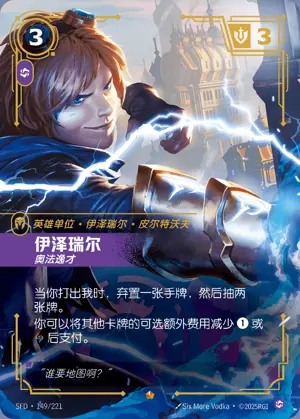 3
3
英雄单位 • 伊泽瑞尔 • 皮尔特沃夫
伊泽瑞尔
奥法逸才
当你打出我时，弃置一张手牌，然后抽两
张牌。
你可以将其他卡牌的可选额外费用减少 1 或
后支付。
“谁要地图啊？”
SFD • 149/221
Six More Vodka • ©2025RGI